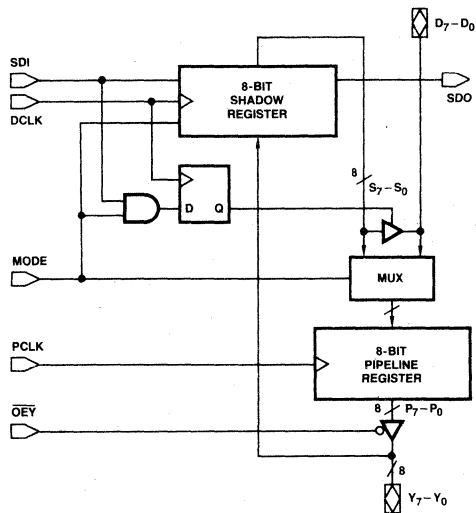 D₇–D₀
SDI
DCLK
8-BIT
SHADOW
REGISTER
SDO
8
S₇–S₀
D Q
MODE
MUX
PCLK
8-BIT
PIPELINE
REGISTER
8 P₇–P₀
O̅E̅Y̅
8
Y₇–Y₀